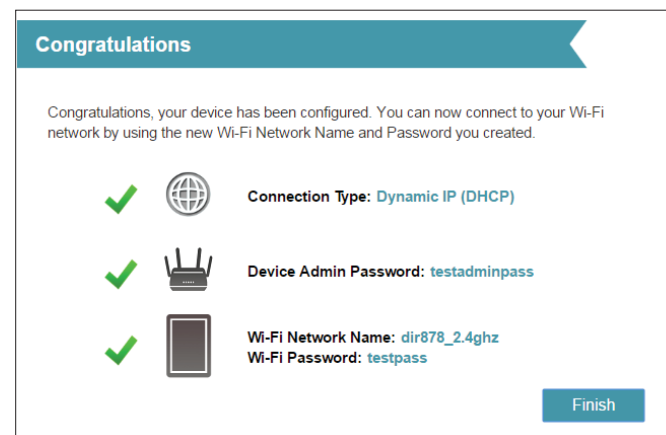 Congratulations
Congratulations, your device has been configured. You can now connect to your Wi-Fi
network by using the new Wi-Fi Network Name and Password you created.
Connection Type: Dynamic IP (DHCP)
Device Admin Password: testadminpass
Wi-Fi Network Name: dir878_2.4ghz
Wi-Fi Password: testpass
Finish